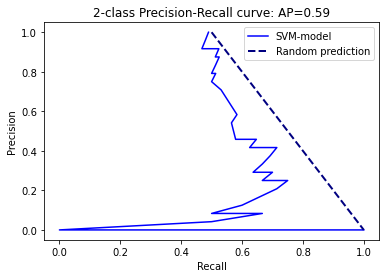 2-class Precision-Recall curve: AP=0.59
SVM-model
Random prediction
Precision
1.0
0.8
0.6
0.4
0.2
0.0
0.0 0.2 0.4 0.6 0.8 1.0
Recall